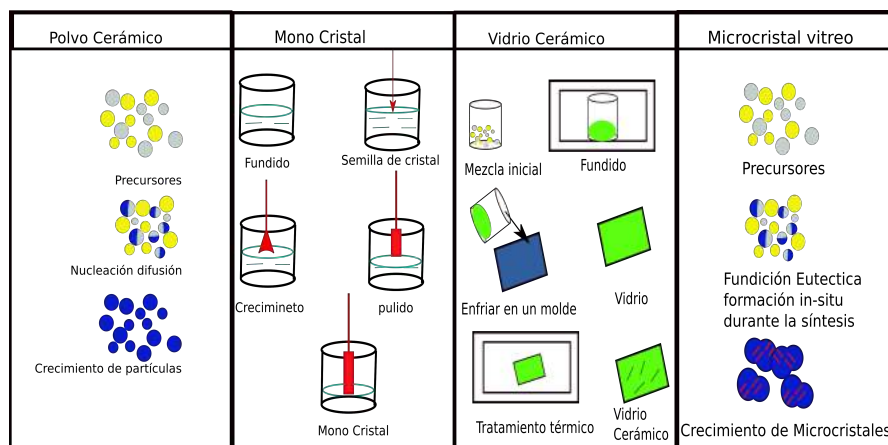 Polvo Cerámico
Mono Cristal
Vidrio Cerámico
Microcristal vitreo
Precursores
Nucleación difusión
Crecimiento de partículas
Fundido
Semilla de cristal
Crecimineto
pulido
Mono Cristal
Mezcla inicial
Fundido
Enfriar en un molde
Vidrio
Tratamiento térmico
Vidrio
Cerámico
Precursores
Fundición Eutectica
formación in-situ
durante la síntesis
Crecimiento de Microcristales